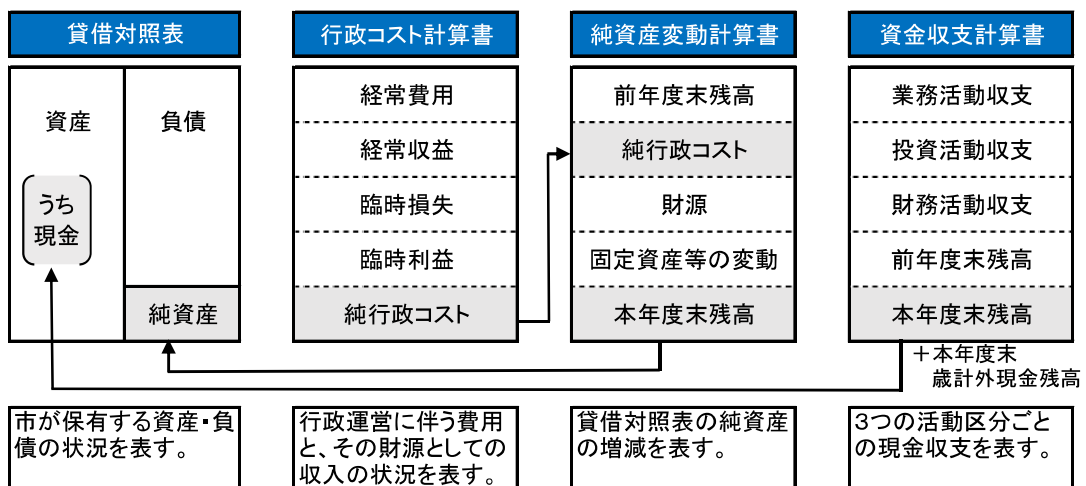 貸借対照表
資産
負債
うち
現金
純資産
市が保有する資産・負
債の状況を表す。
行政コスト計算書
経常費用
経常収益
臨時損失
臨時利益
純行政コスト
行政運営に伴う費用
と、その財源としての
収入の状況を表す。
純資産変動計算書
前年度末残高
純行政コスト
財源
固定資産等の変動
本年度末残高
貸借対照表の純資産
の増減を表す。
資金収支計算書
業務活動収支
投資活動収支
財務活動収支
前年度末残高
本年度末残高
＋本年度末
歳計外現金残高
3つの活動区分ごと
の現金収支を表す。